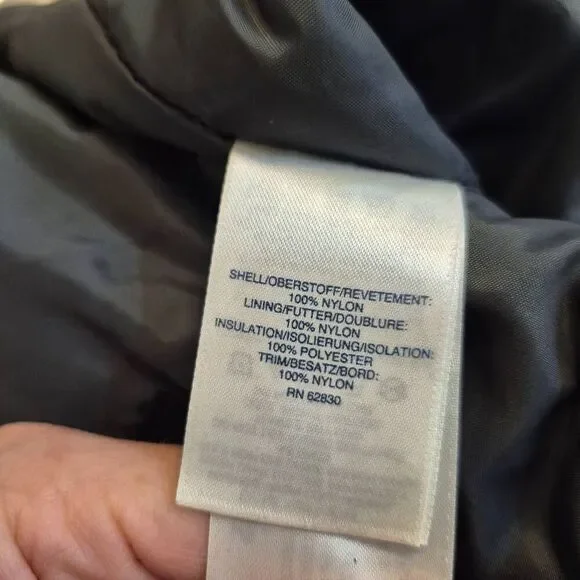 SHELL/OBERSTOFF/REVETEMENT:
100% NYLON
LINING/FUTTER/DOUBLURE:
100% NYLON
INSULATION/ISOLIERUNG/ISOLATION:
100% POLYESTER
TRIM/BESATZ/BORD:
100% NYLON
RN 62830